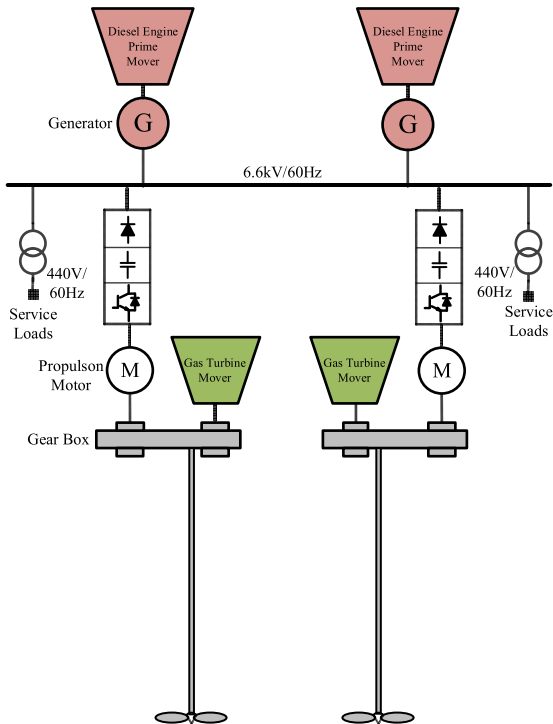 Diesel Engine
Prime
Mover
Diesel Engine
Prime
Mover
Generator
G
G
6.6kV/60Hz
440V/
60Hz
Service
Loads
440V/
60Hz
Service
Loads
Propulson
Motor
M
Gas Turbine
Mover
Gas Turbine
Mover
M
Gear Box